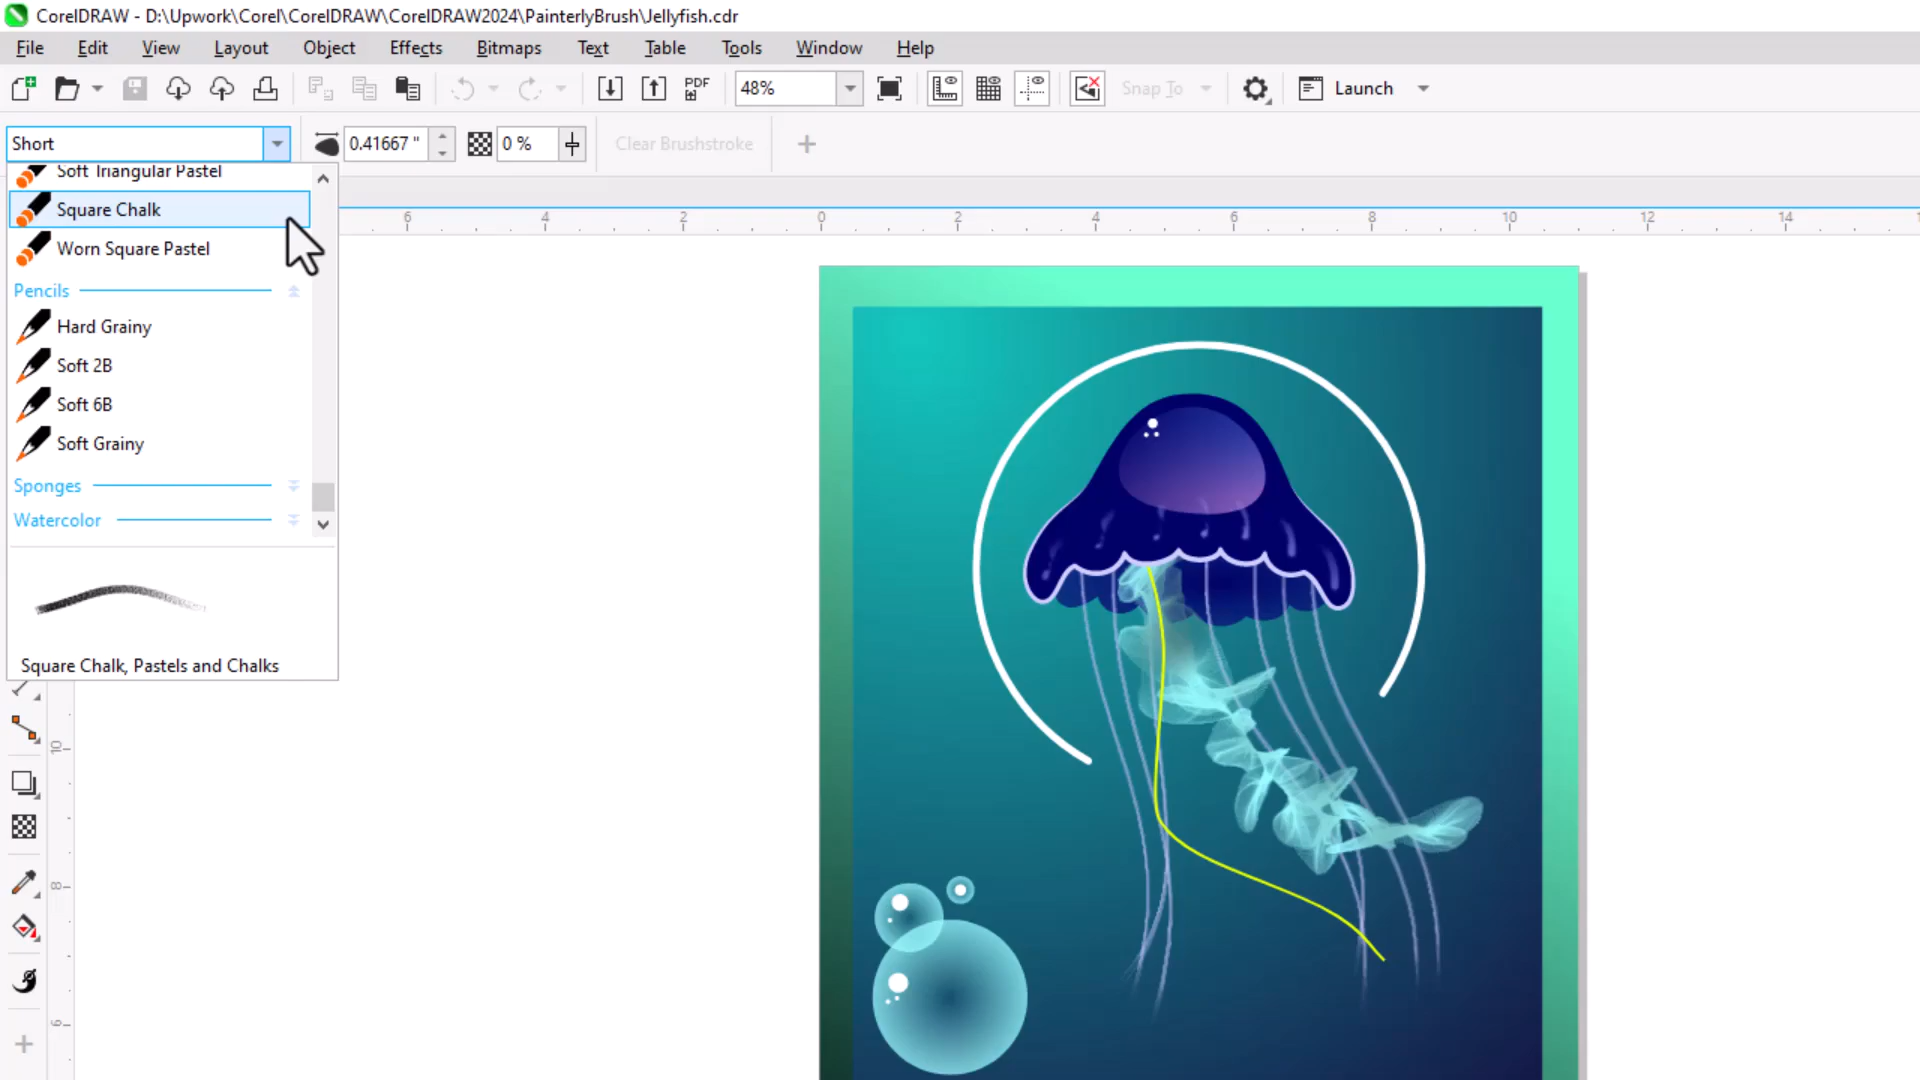 CorelDRAW - D:\Upwork\Corel\CorelDRAW\CorelDRAW2024\PainterlyBrush\Jellyfish.cdr
File Edit View Layout Object Effects Bitmaps Text Table Tools Window Help
PDF 48% Snap To Launch
Short 0.41667 " 0 % Clear Brushstroke
Soft Triangular Pastel
Square Chalk
Worn Square Pastel
Pencils
Hard Grainy
Soft 2B
Soft 6B
Soft Grainy
Sponges
Watercolor
Square Chalk, Pastels and Chalks
6 4 2 0 2 4 6 8 10 12 14
10
8
6